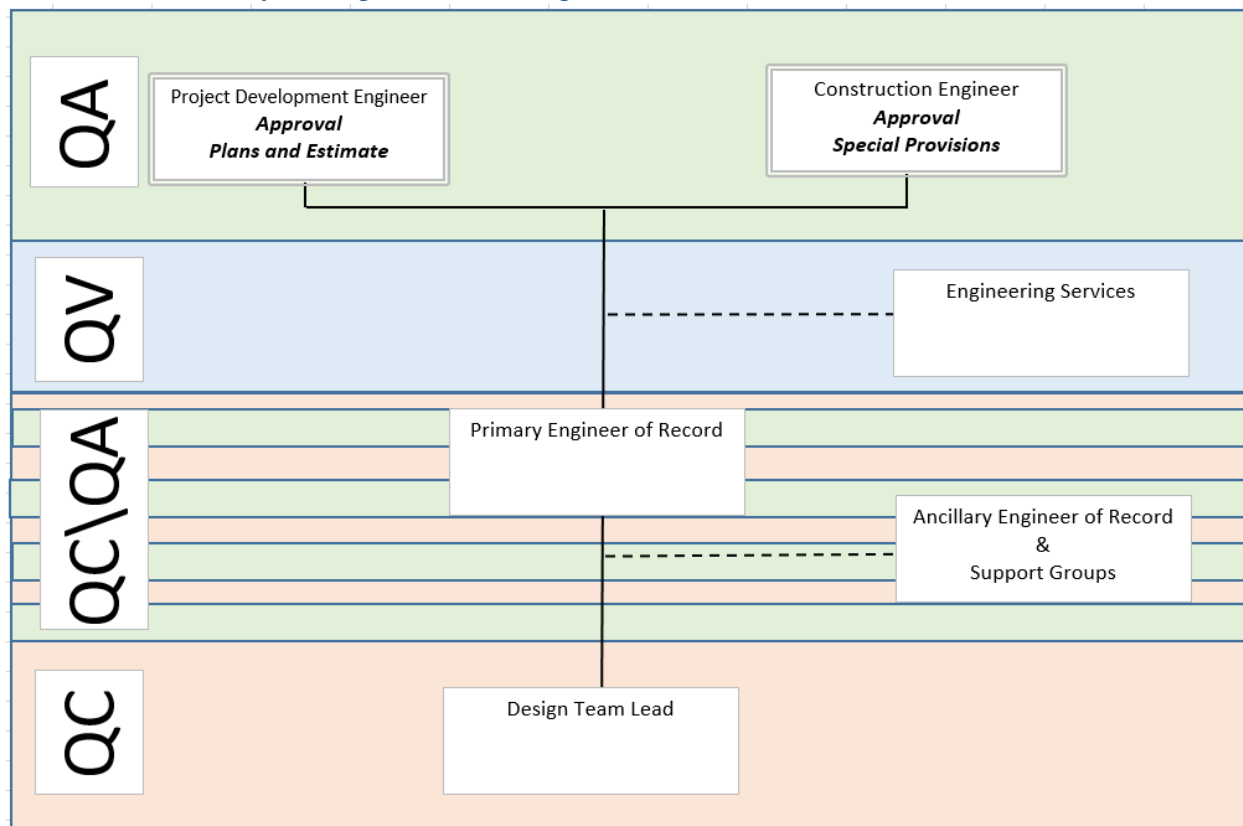 QA
Project Development Engineer
Approval
Plans and Estimate
Construction Engineer
Approval
Special Provisions
QV
Engineering Services
QC\QA
Primary Engineer of Record
Ancillary Engineer of Record
&
Support Groups
QC
Design Team Lead